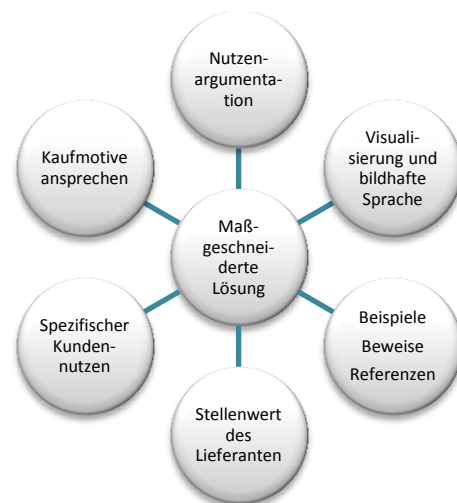 Nutzen-
argumenta-
tion
Visuali-
sierung und
bildhafte
Sprache
Beispiele
Beweise
Referenzen
Stellenwert
des
Lieferanten
Spezifischer
Kunden-
nutzen
Kaufmotive
ansprechen
Maß-
geschnei-
derte
Lösung